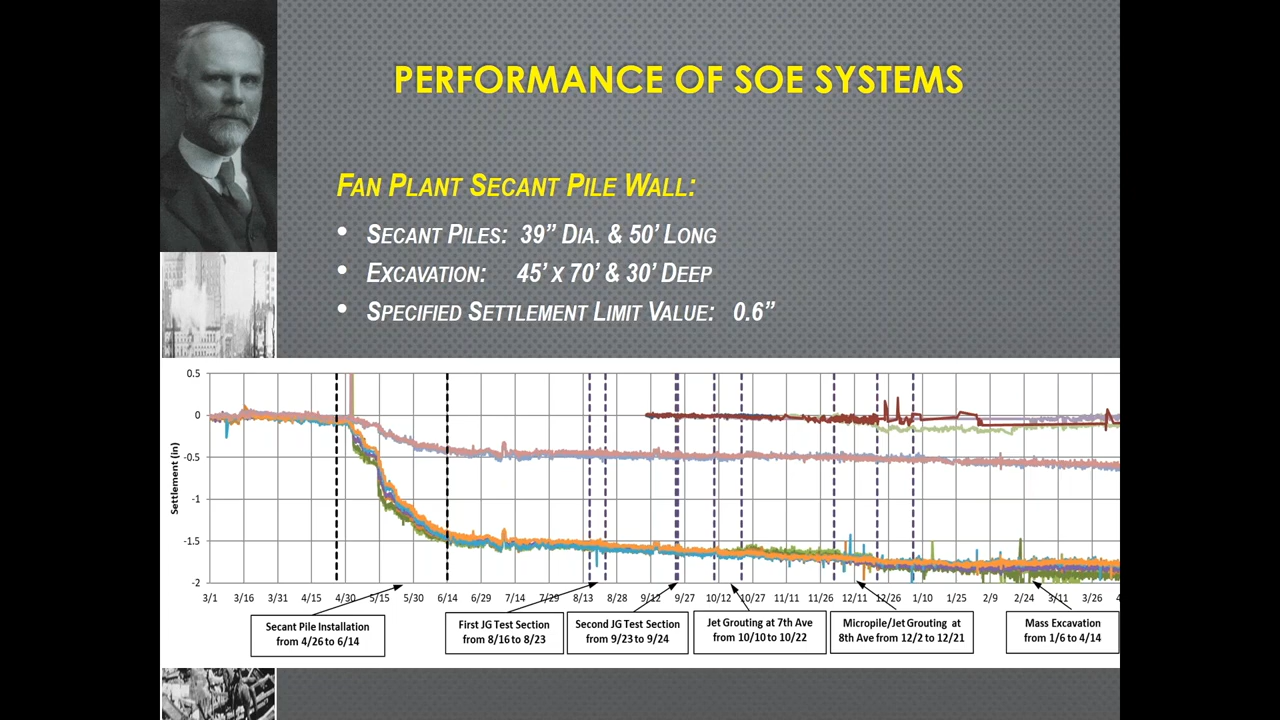 PERFORMANCE OF SOE SYSTEMS
FAN PLANT SECANT PILE WALL:
• SECANT PILES: 39” DIA. & 50’ LONG
• EXCAVATION: 45’ X 70’ & 30’ DEEP
• SPECIFIED SETTLEMENT LIMIT VALUE: 0.6”
0.5
0
-0.5
-1
-1.5
-2
Settlement (in)
3/1 3/16 3/31 4/15 4/30 5/15 5/30 6/14 6/29 7/14 7/29 8/13 8/28 9/12 9/27 10/12 10/27 11/11 11/26 12/11 12/26 1/10 1/25 2/9 2/24 3/11 3/26 4
Secant Pile Installation
from 4/26 to 6/14
First JG Test Section
from 8/16 to 8/23
Second JG Test Section
from 9/23 to 9/24
Jet Grouting at 7th Ave
from 10/10 to 10/22
Micropile/Jet Grouting at
8th Ave from 12/2 to 12/21
Mass Excavation
from 1/6 to 4/14